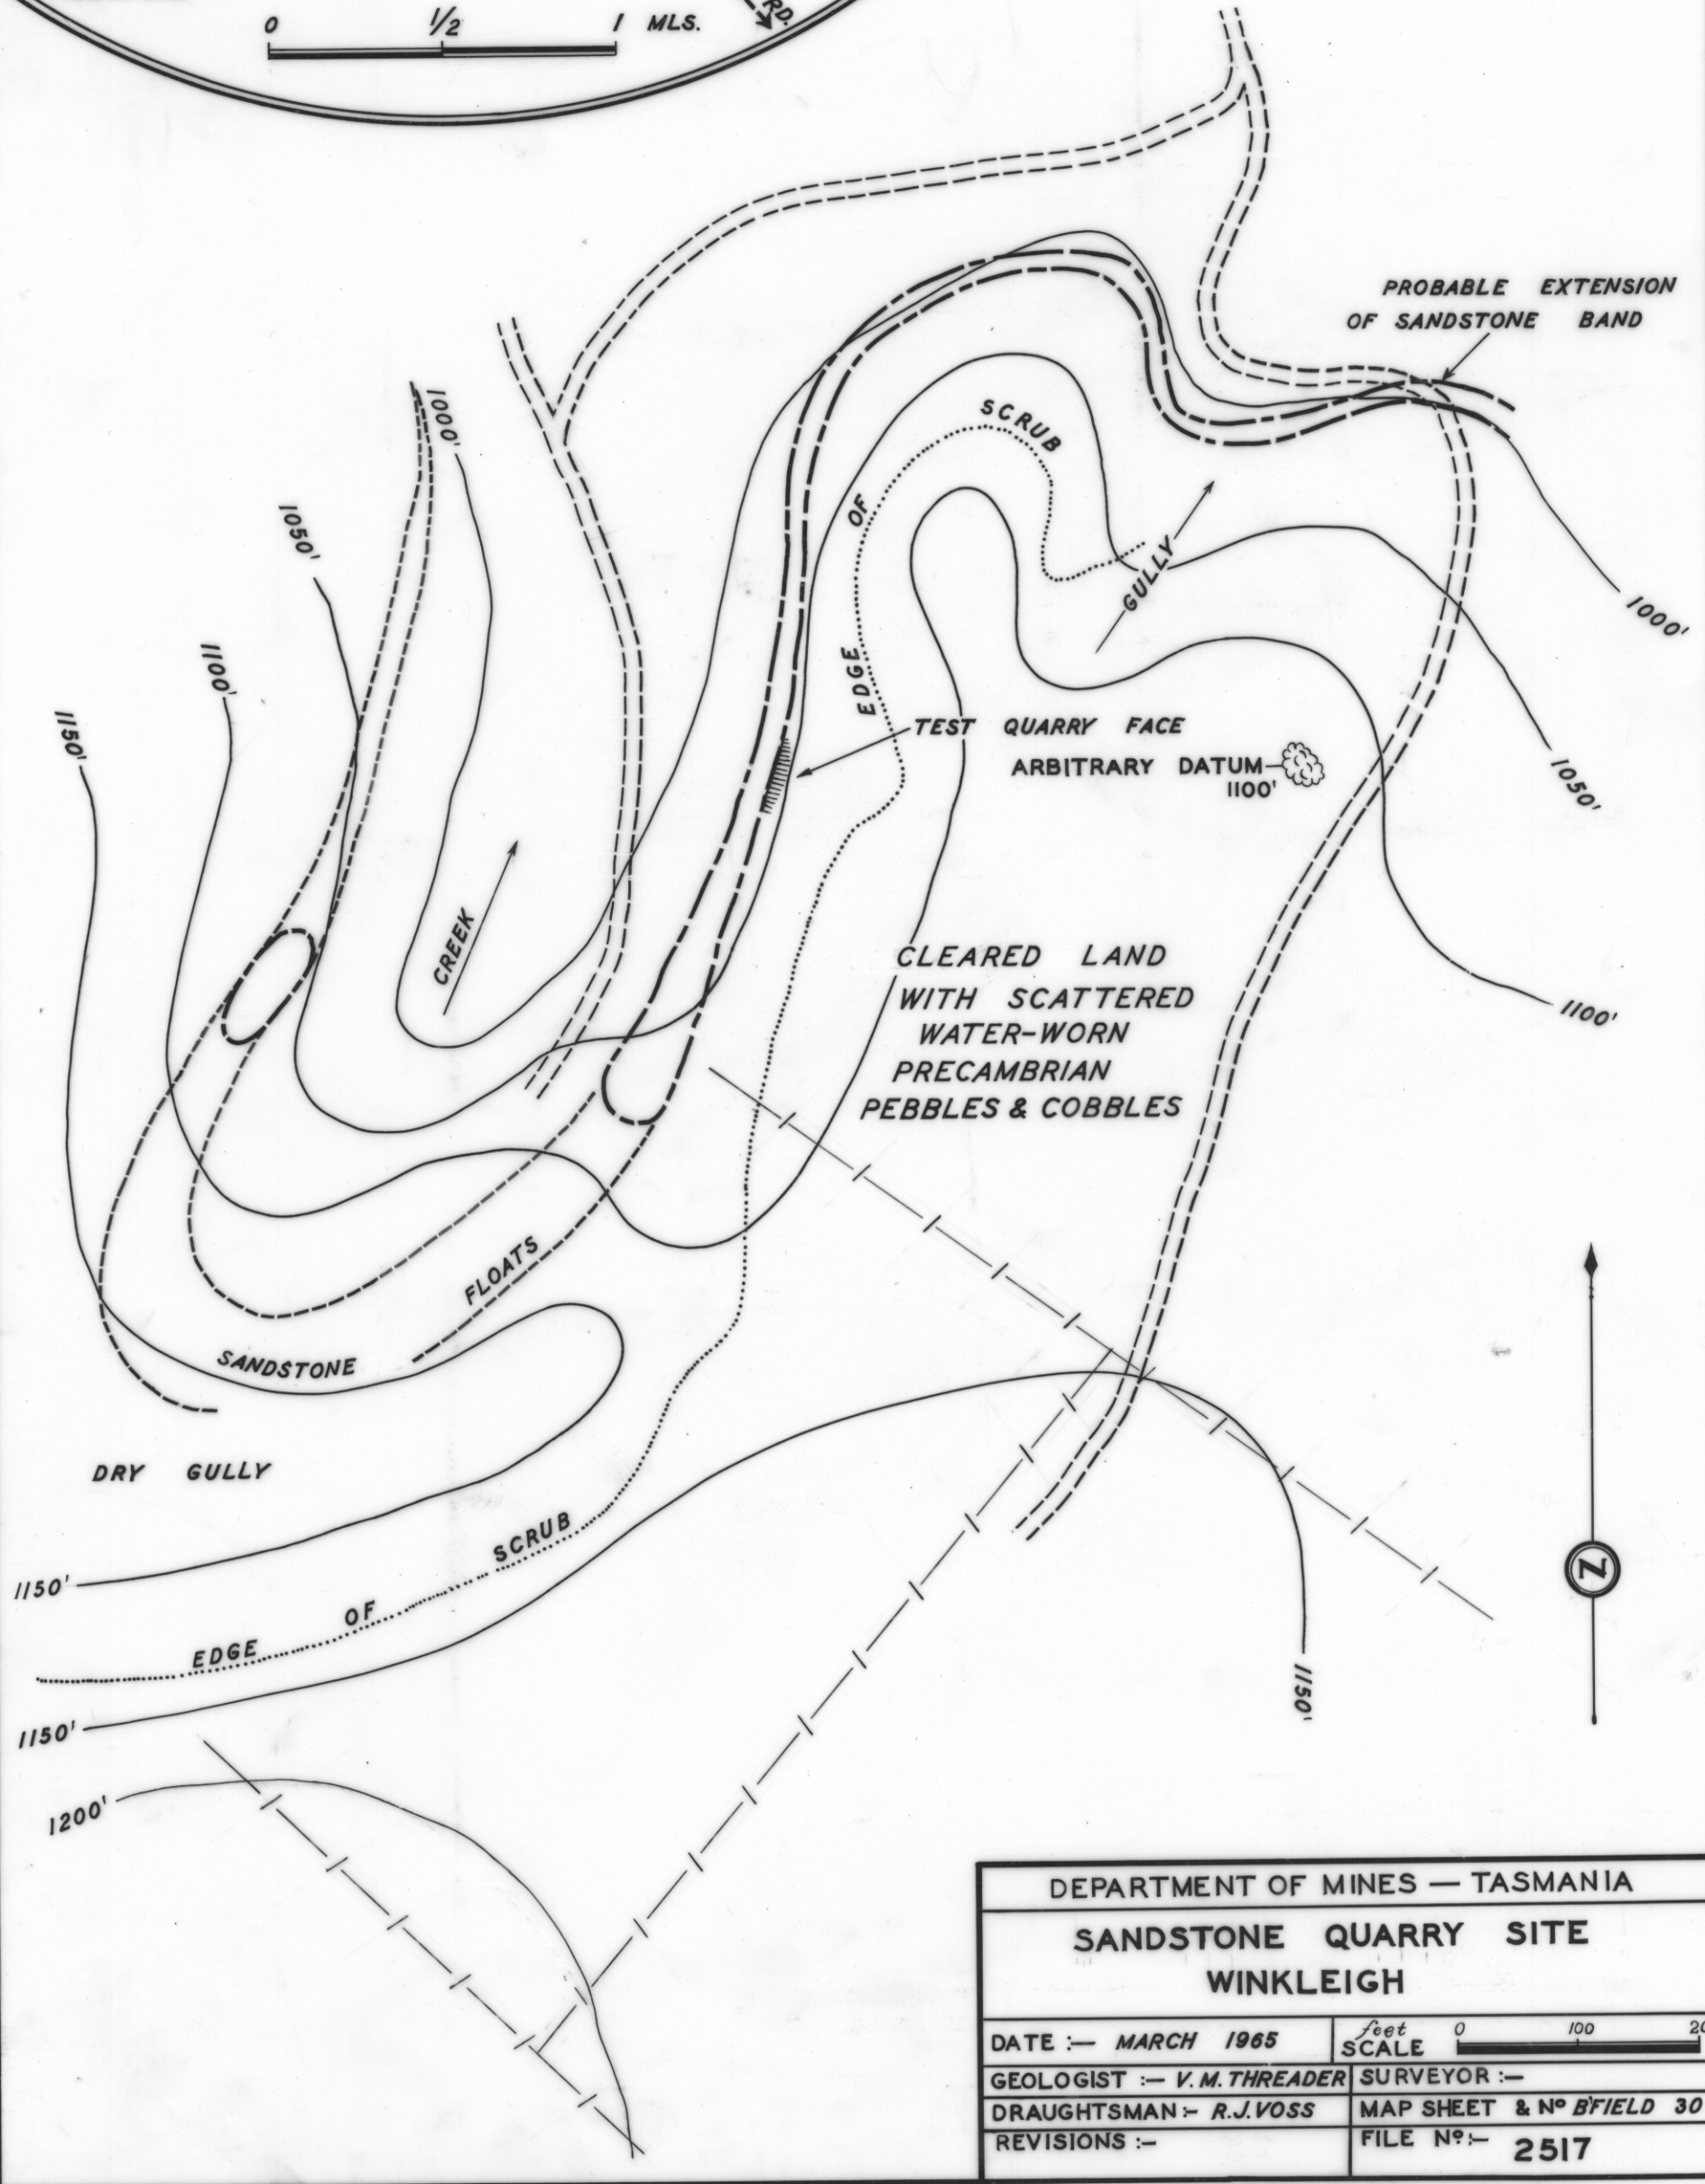 0 1/2 1 MLS.
RD.
PROBABLE EXTENSION
OF SANDSTONE BAND
1000'
SCRUB
OF
EDGE
1050'
GULLY
1000'
1100'
1150'
TEST QUARRY FACE
ARBITRARY DATUM
1100'
1050'
CREEK
CLEARED LAND
WITH SCATTERED
WATER-WORN
PRECAMBRIAN
PEBBLES & COBBLES
1100'
FLOATS
SANDSTONE
DRY GULLY
SCRUB
OF
EDGE
1150'
1150'
1150'
1200'
N
DEPARTMENT OF MINES — TASMANIA
SANDSTONE QUARRY SITE
WINKLEIGH
DATE :— MARCH 1965
feet
SCALE
0 100
GEOLOGIST :— V. M. THREADER
SURVEYOR :—
DRAUGHTSMAN :— R.J. VOSS
MAP SHEET & Nº B'FIELD 30
REVISIONS :—
FILE Nº:— 2517